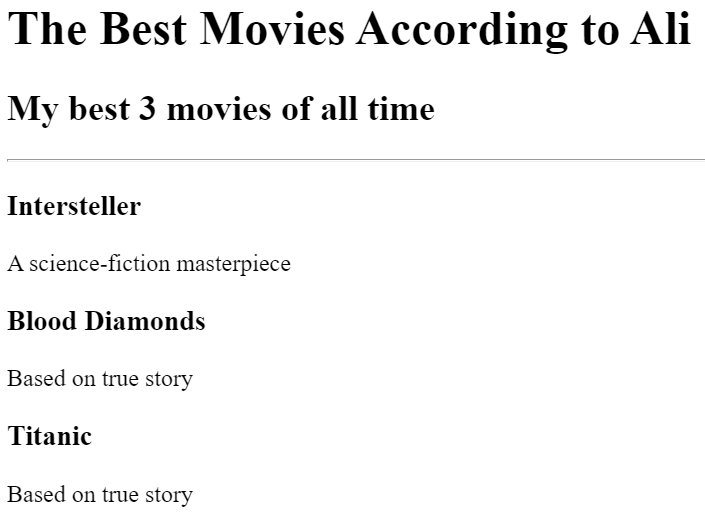 The Best Movies According to Ali
My best 3 movies of all time
Intersteller
A science-fiction masterpiece
Blood Diamonds
Based on true story
Titanic
Based on true story